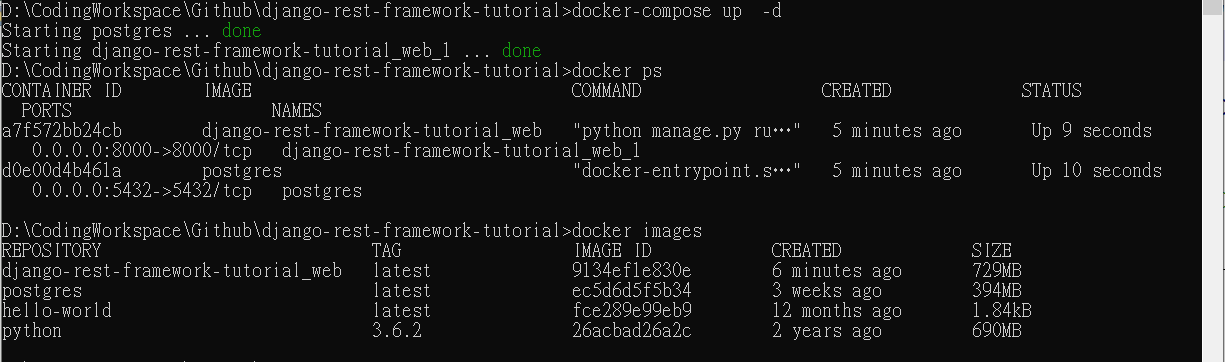 D:\CodingWorkspace\Github\django-rest-framework-tutorial>docker-compose up  -d
Starting postgres ... done
Starting django-rest-framework-tutorial_web_1 ... done
D:\CodingWorkspace\Github\django-rest-framework-tutorial>docker ps
CONTAINER ID        IMAGE                                COMMAND                  CREATED             STATUS
  PORTS                    NAMES
a7f572bb24cb        django-rest-framework-tutorial_web   "python manage.py ru…"   5 minutes ago       Up 9 seconds
   0.0.0.0:8000->8000/tcp   django-rest-framework-tutorial_web_1
d0e00d4b461a        postgres                             "docker-entrypoint.s…"   5 minutes ago       Up 10 seconds
   0.0.0.0:5432->5432/tcp   postgres
D:\CodingWorkspace\Github\django-rest-framework-tutorial>docker images
REPOSITORY                           TAG                 IMAGE ID            CREATED             SIZE
django-rest-framework-tutorial_web   latest              9134ef1e830e        6 minutes ago       729MB
postgres                             latest              ec5d6d5f5b34        3 weeks ago         394MB
hello-world                          latest              fce289e99eb9        12 months ago       1.84kB
python                               3.6.2               26acbad26a2c        2 years ago         690MB